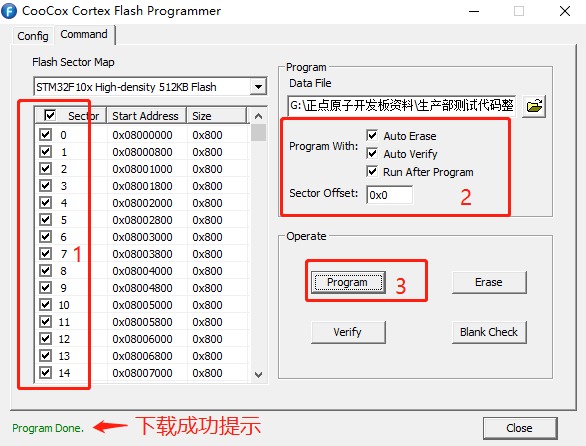 CooCox Cortex Flash Programmer
Config Command
Flash Sector Map
STM32F10x High-density 512KB Flash
Sector Start Address Size
0 0x08000000 0x800
1 0x08000800 0x800
2 0x08001000 0x800
3 0x08001800 0x800
4 0x08002000 0x800
5 0x08002800 0x800
6 0x08003000 0x800
7 0x08003800 0x800
8 0x08004000 0x800
9 0x08004800 0x800
10 0x08005000 0x800
11 0x08005800 0x800
12 0x08006000 0x800
13 0x08006800 0x800
14 0x08007000 0x800
1
Program
Data File
G:\正点原子开发板资料\生产部测试代码整
Program With:
Auto Erase
Auto Verify
Run After Program
Sector Offset: 0x0
2
Operate
Program
3
Erase
Verify
Blank Check
Program Done.
下载成功提示
Close